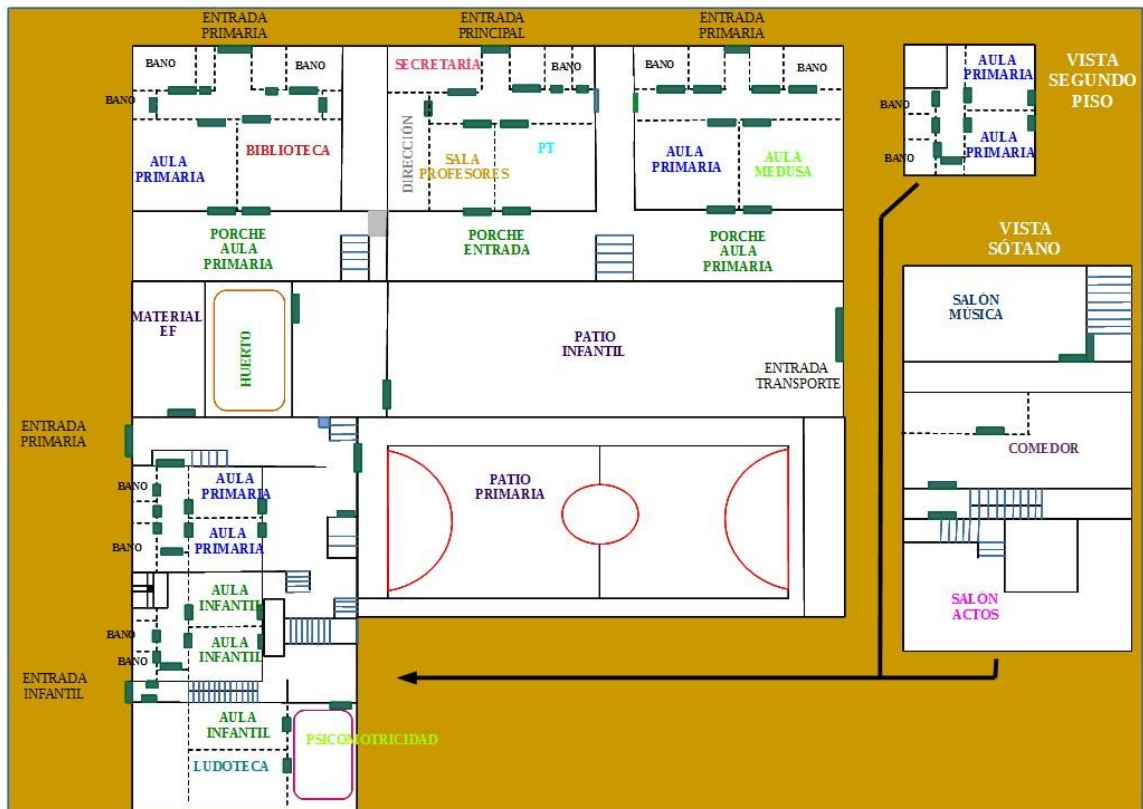 ENTRADA
PRIMARIA
ENTRADA
PRINCIPAL
ENTRADA
PRIMARIA
BANO
BANO
BANO
SECRETARÍA
BANO
BANO
BANO
AULA
PRIMARIA
BIBLIOTECA
DIRECCIÓN
SALA
PROFESORES
PT
AULA
PRIMARIA
AULA
MEDUSA
PORCHE
AULA
PRIMARIA
PORCHE
ENTRADA
PORCHE
AULA
PRIMARIA
VISTA
SEGUNDO
PISO
AULA
PRIMARIA
BANO
AULA
PRIMARIA
BANO
VISTA
SÓTANO
SALÓN
MÚSICA
COMEDOR
SALÓN
ACTOS
MATERIAL
EF
HUERTO
PATIO
INFANTIL
ENTRADA
TRANSPORTE
ENTRADA
PRIMARIA
PATIO
PRIMARIA
BANO
AULA
PRIMARIA
AULA
PRIMARIA
BANO
AULA
INFANTIL
BANO
AULA
INFANTIL
BANO
ENTRADA
INFANTIL
AULA
INFANTIL
PSICOMOTRICIDAD
LUDOTECA